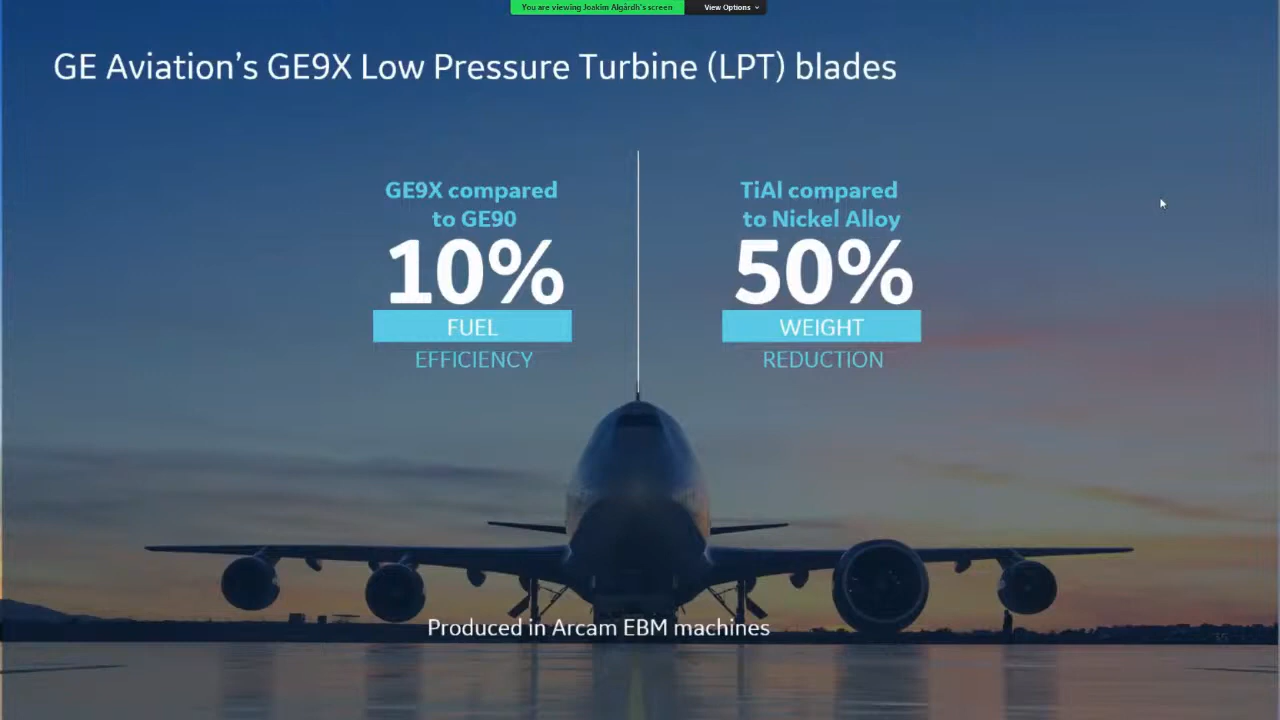 You are viewing Joakim Algårdh's screen View Options
GE Aviation's GE9X Low Pressure Turbine (LPT) blades
GE9X compared
to GE90
10%
FUEL
EFFICIENCY
TiAl compared
to Nickel Alloy
50%
WEIGHT
REDUCTION
Produced in Arcam EBM machines
35